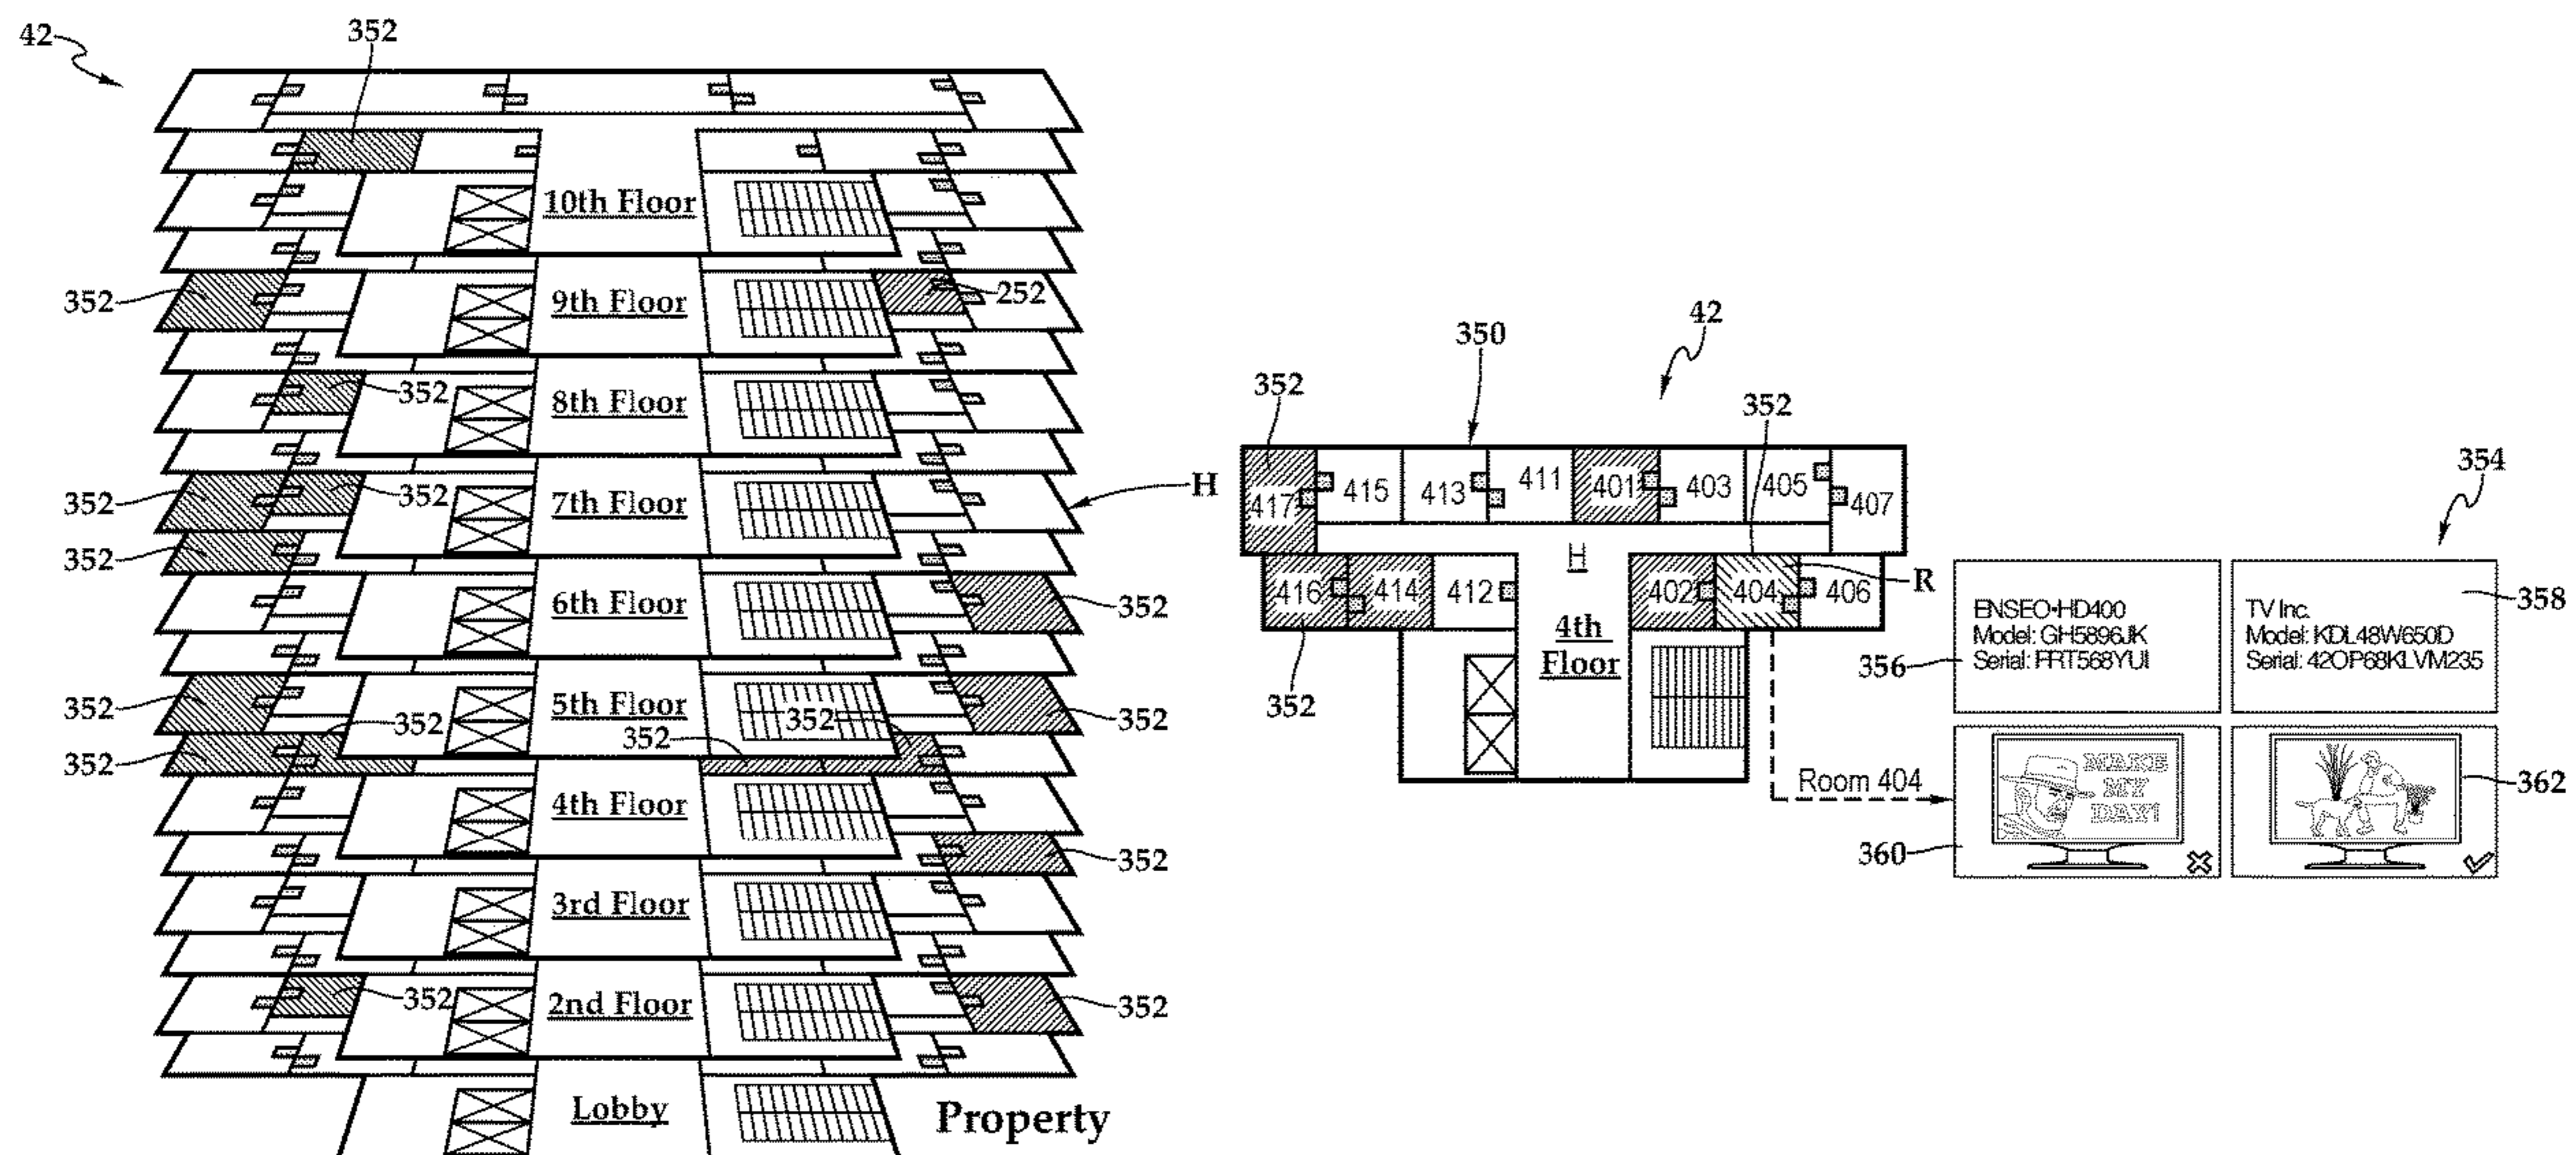 42
352
10th Floor
352
9th Floor
252
352
8th Floor
352
352
7th Floor
H
352
6th Floor
352
352
5th Floor
352
352
352
352
352
352
4th Floor
352
3rd Floor
352
2nd Floor
352
Lobby
Property
350
42
352
352
417
415
413
411
401
403
405
407
416
414
412
H
402
404
406
R
352
4th
Floor
Room 404
354
ENSEO•HD400
Model: GH5896JK
Serial: FRT568YUI
356
TV Inc.
Model: KDL48W650D
Serial: 42OP68KLVM235
358
MAKE
MY
DAY!
360
362